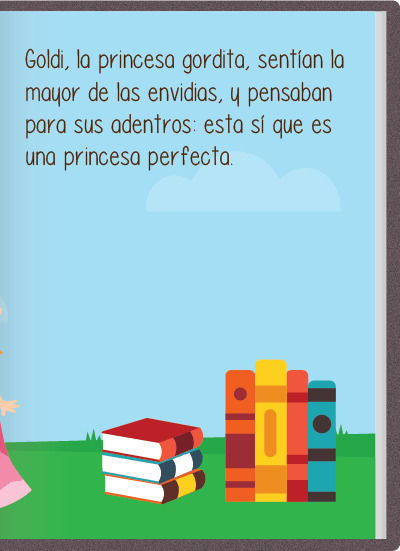 Goldi, la princesa gordita, sentían la
mayor de las envidias, y pensaban
para sus adentros: esta sí que es
una princesa perfecta.